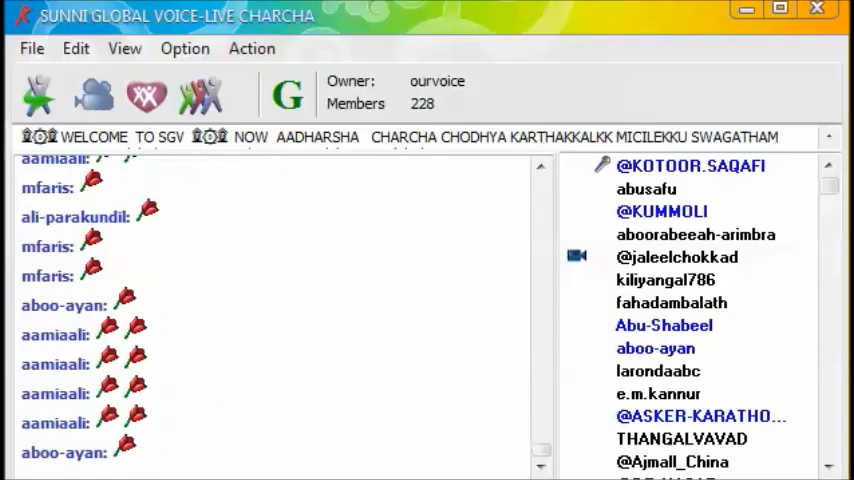 SUNNI GLOBAL VOICE-LIVE CHARCHA
File Edit View Option Action
G
Owner: ourvoice
Members 228
WELCOME TO SGV NOW AADHARSHA CHARCHA CHODHYA KARTHAKKALKK MICILEKKU SWAGATHAM
aamiaali:
mfaris:
ali-parakundil:
mfaris:
mfaris:
aboo-ayan:
aamiaali:
aamiaali:
aamiaali:
aamiaali:
aboo-ayan:
@KOTOOR.SAQAFI
abusafu
@KUMMOLI
aboorabeeah-arimbra
@jaleelchokkad
kiliyangal786
fahadambalath
Abu-Shabeel
aboo-ayan
larondaabc
e.m.kannur
@ASKER-KARATHO...
THANGALVAVAD
@Ajmall_China